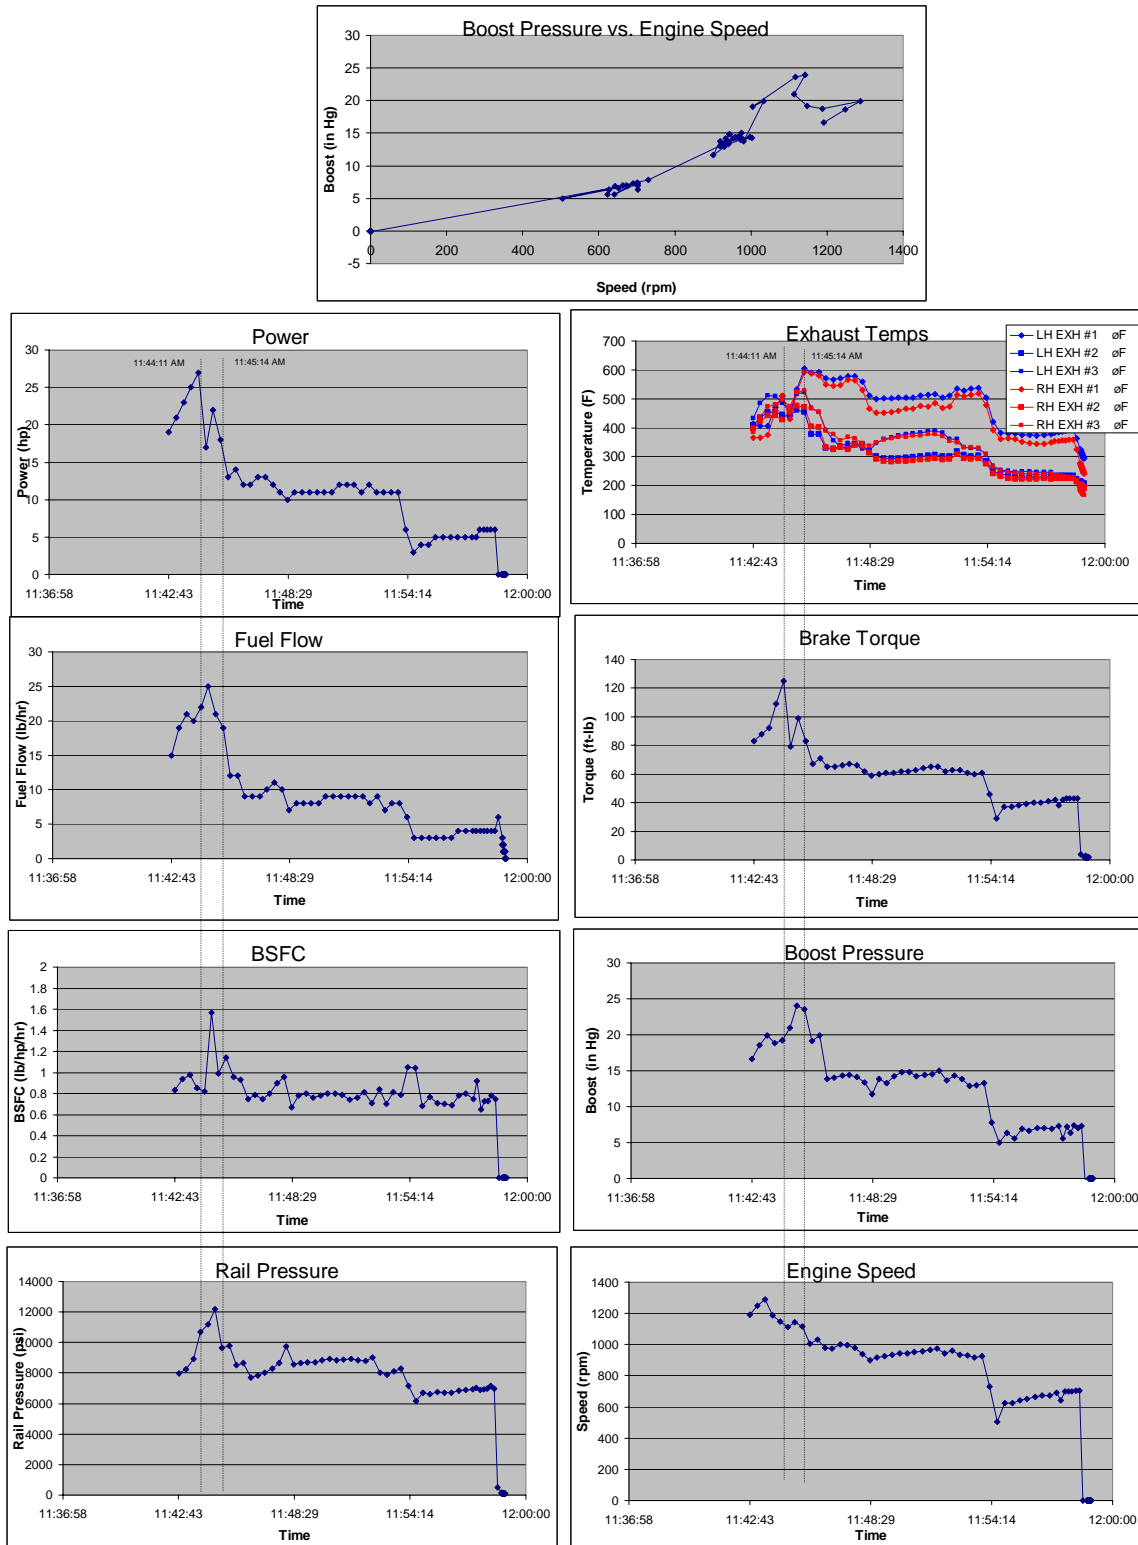 Boost Pressure vs. Engine Speed
30
25
20
15
10
5
0
-5
Boost (in Hg)
0 200 400 600 800 1000 1200 1400
Speed (rpm)
Power
11:44:11 AM 11:45:14 AM
30
25
20
15
10
5
0
Power (hp)
11:36:58 11:42:43 11:48:29 11:54:14 12:00:00
Time
Exhaust Temps
11:44:11 AM 11:45:14 AM
LH EXH #1 øF
LH EXH #2 øF
LH EXH #3 øF
RH EXH #1 øF
RH EXH #2 øF
RH EXH #3 øF
700
600
500
400
300
200
100
0
Temperature (F)
11:36:58 11:42:43 11:48:29 11:54:14 12:00:00
Time
Fuel Flow
30
25
20
15
10
5
0
Fuel Flow (lb/hr)
11:36:58 11:42:43 11:48:29 11:54:14 12:00:00
Time
Brake Torque
140
120
100
80
60
40
20
0
Torque (ft-lb)
11:36:58 11:42:43 11:48:29 11:54:14 12:00:00
Time
BSFC
2
1.8
1.6
1.4
1.2
1
0.8
0.6
0.4
0.2
0
BSFC (lb/hp/hr)
11:36:58 11:42:43 11:48:29 11:54:14 12:00:00
Time
Boost Pressure
30
25
20
15
10
5
0
Boost (in Hg)
11:36:58 11:42:43 11:48:29 11:54:14 12:00:00
Time
Rail Pressure
14000
12000
10000
8000
6000
4000
2000
0
Rail Pressure (psi)
11:36:58 11:42:43 11:48:29 11:54:14 12:00:00
Time
Engine Speed
1400
1200
1000
800
600
400
200
0
Speed (rpm)
11:36:58 11:42:43 11:48:29 11:54:14 12:00:00
Time